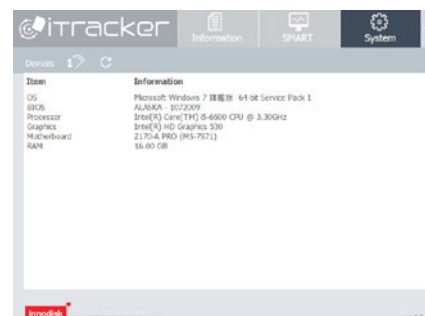 iTracker
Information
SMART
System
Devices 1
Item Information
OS Microsoft Windows 7 旗艦版 64-bit Service Pack 1
BIOS ALASKA - 1072009
Processor Intel(R) Core(TM) i5-6600 CPU @ 3.30GHz
Graphics Intel(R) HD Graphics 530
Motherboard Z170-A PRO (MS-7971)
RAM 16.00 GB
innodisk